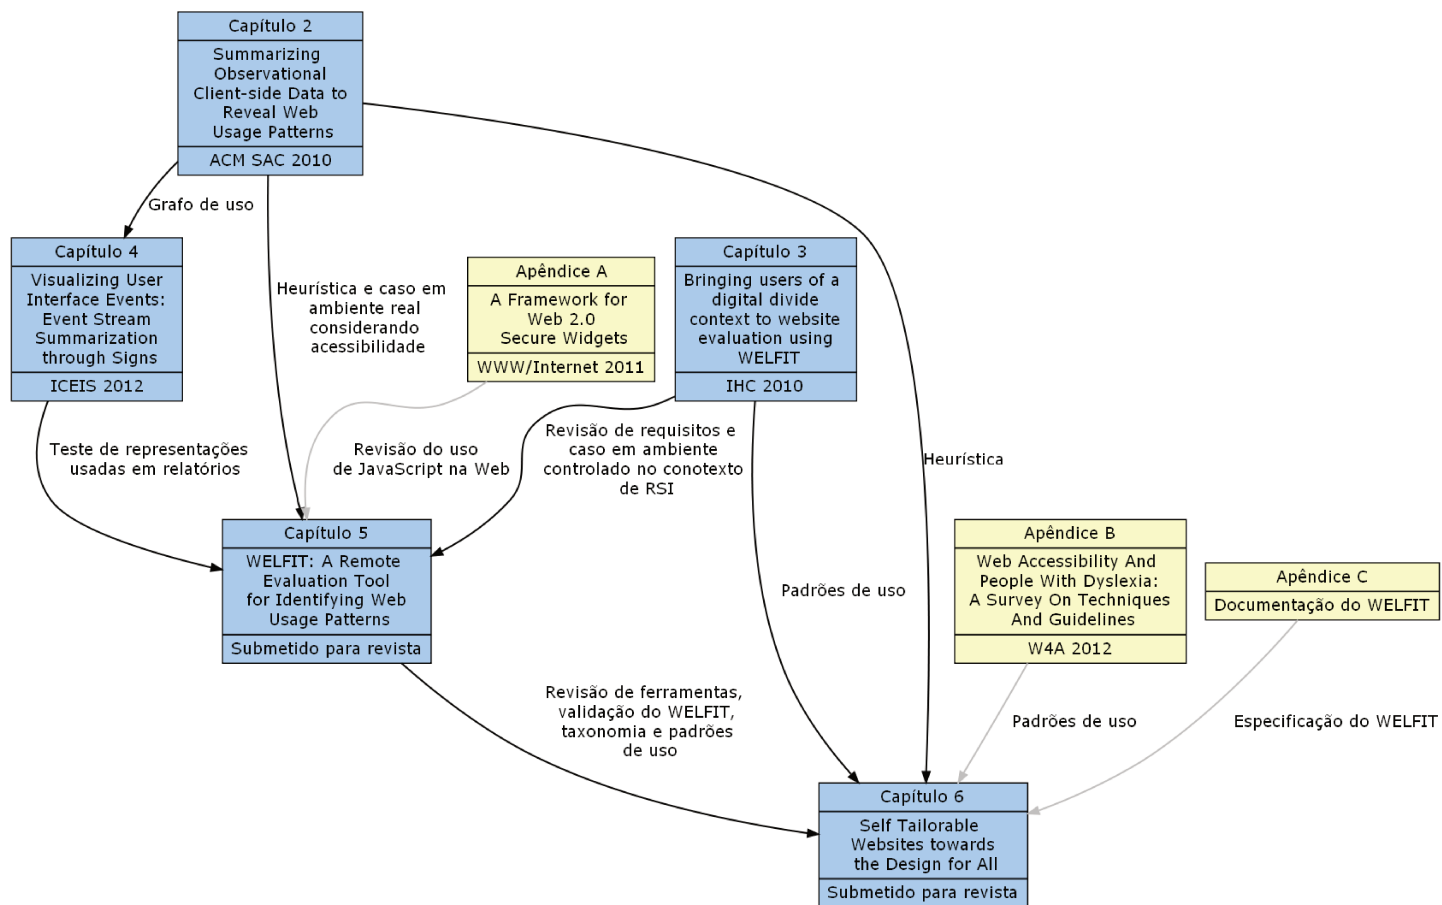 Capítulo 2
Summarizing
Observational
Client-side Data to
Reveal Web
Usage Patterns
ACM SAC 2010
Grafo de uso
Capítulo 4
Visualizing User
Interface Events:
Event Stream
Summarization
through Signs
ICEIS 2012
Heurística e caso em
ambiente real
considerando
acessibilidade
Apêndice A
A Framework for
Web 2.0
Secure Widgets
WWW/Internet 2011
Capítulo 3
Bringing users of a
digital divide
context to website
evaluation using
WELFIT
IHC 2010
Teste de representações
usadas em relatórios
Revisão do uso
de JavaScript na Web
Revisão de requisitos e
caso em ambiente
controlado no conotexto
de RSI
Heurística
Capítulo 5
WELFIT: A Remote
Evaluation Tool
for Identifying Web
Usage Patterns
Submetido para revista
Padrões de uso
Apêndice B
Web Accessibility And
People With Dyslexia:
A Survey On Techniques
And Guidelines
W4A 2012
Apêndice C
Documentação do WELFIT
Revisão de ferramentas,
validação do WELFIT,
taxonomia e padrões
de uso
Padrões de uso
Especificação do WELFIT
Capítulo 6
Self Tailorable
Websites towards
the Design for All
Submetido para revista